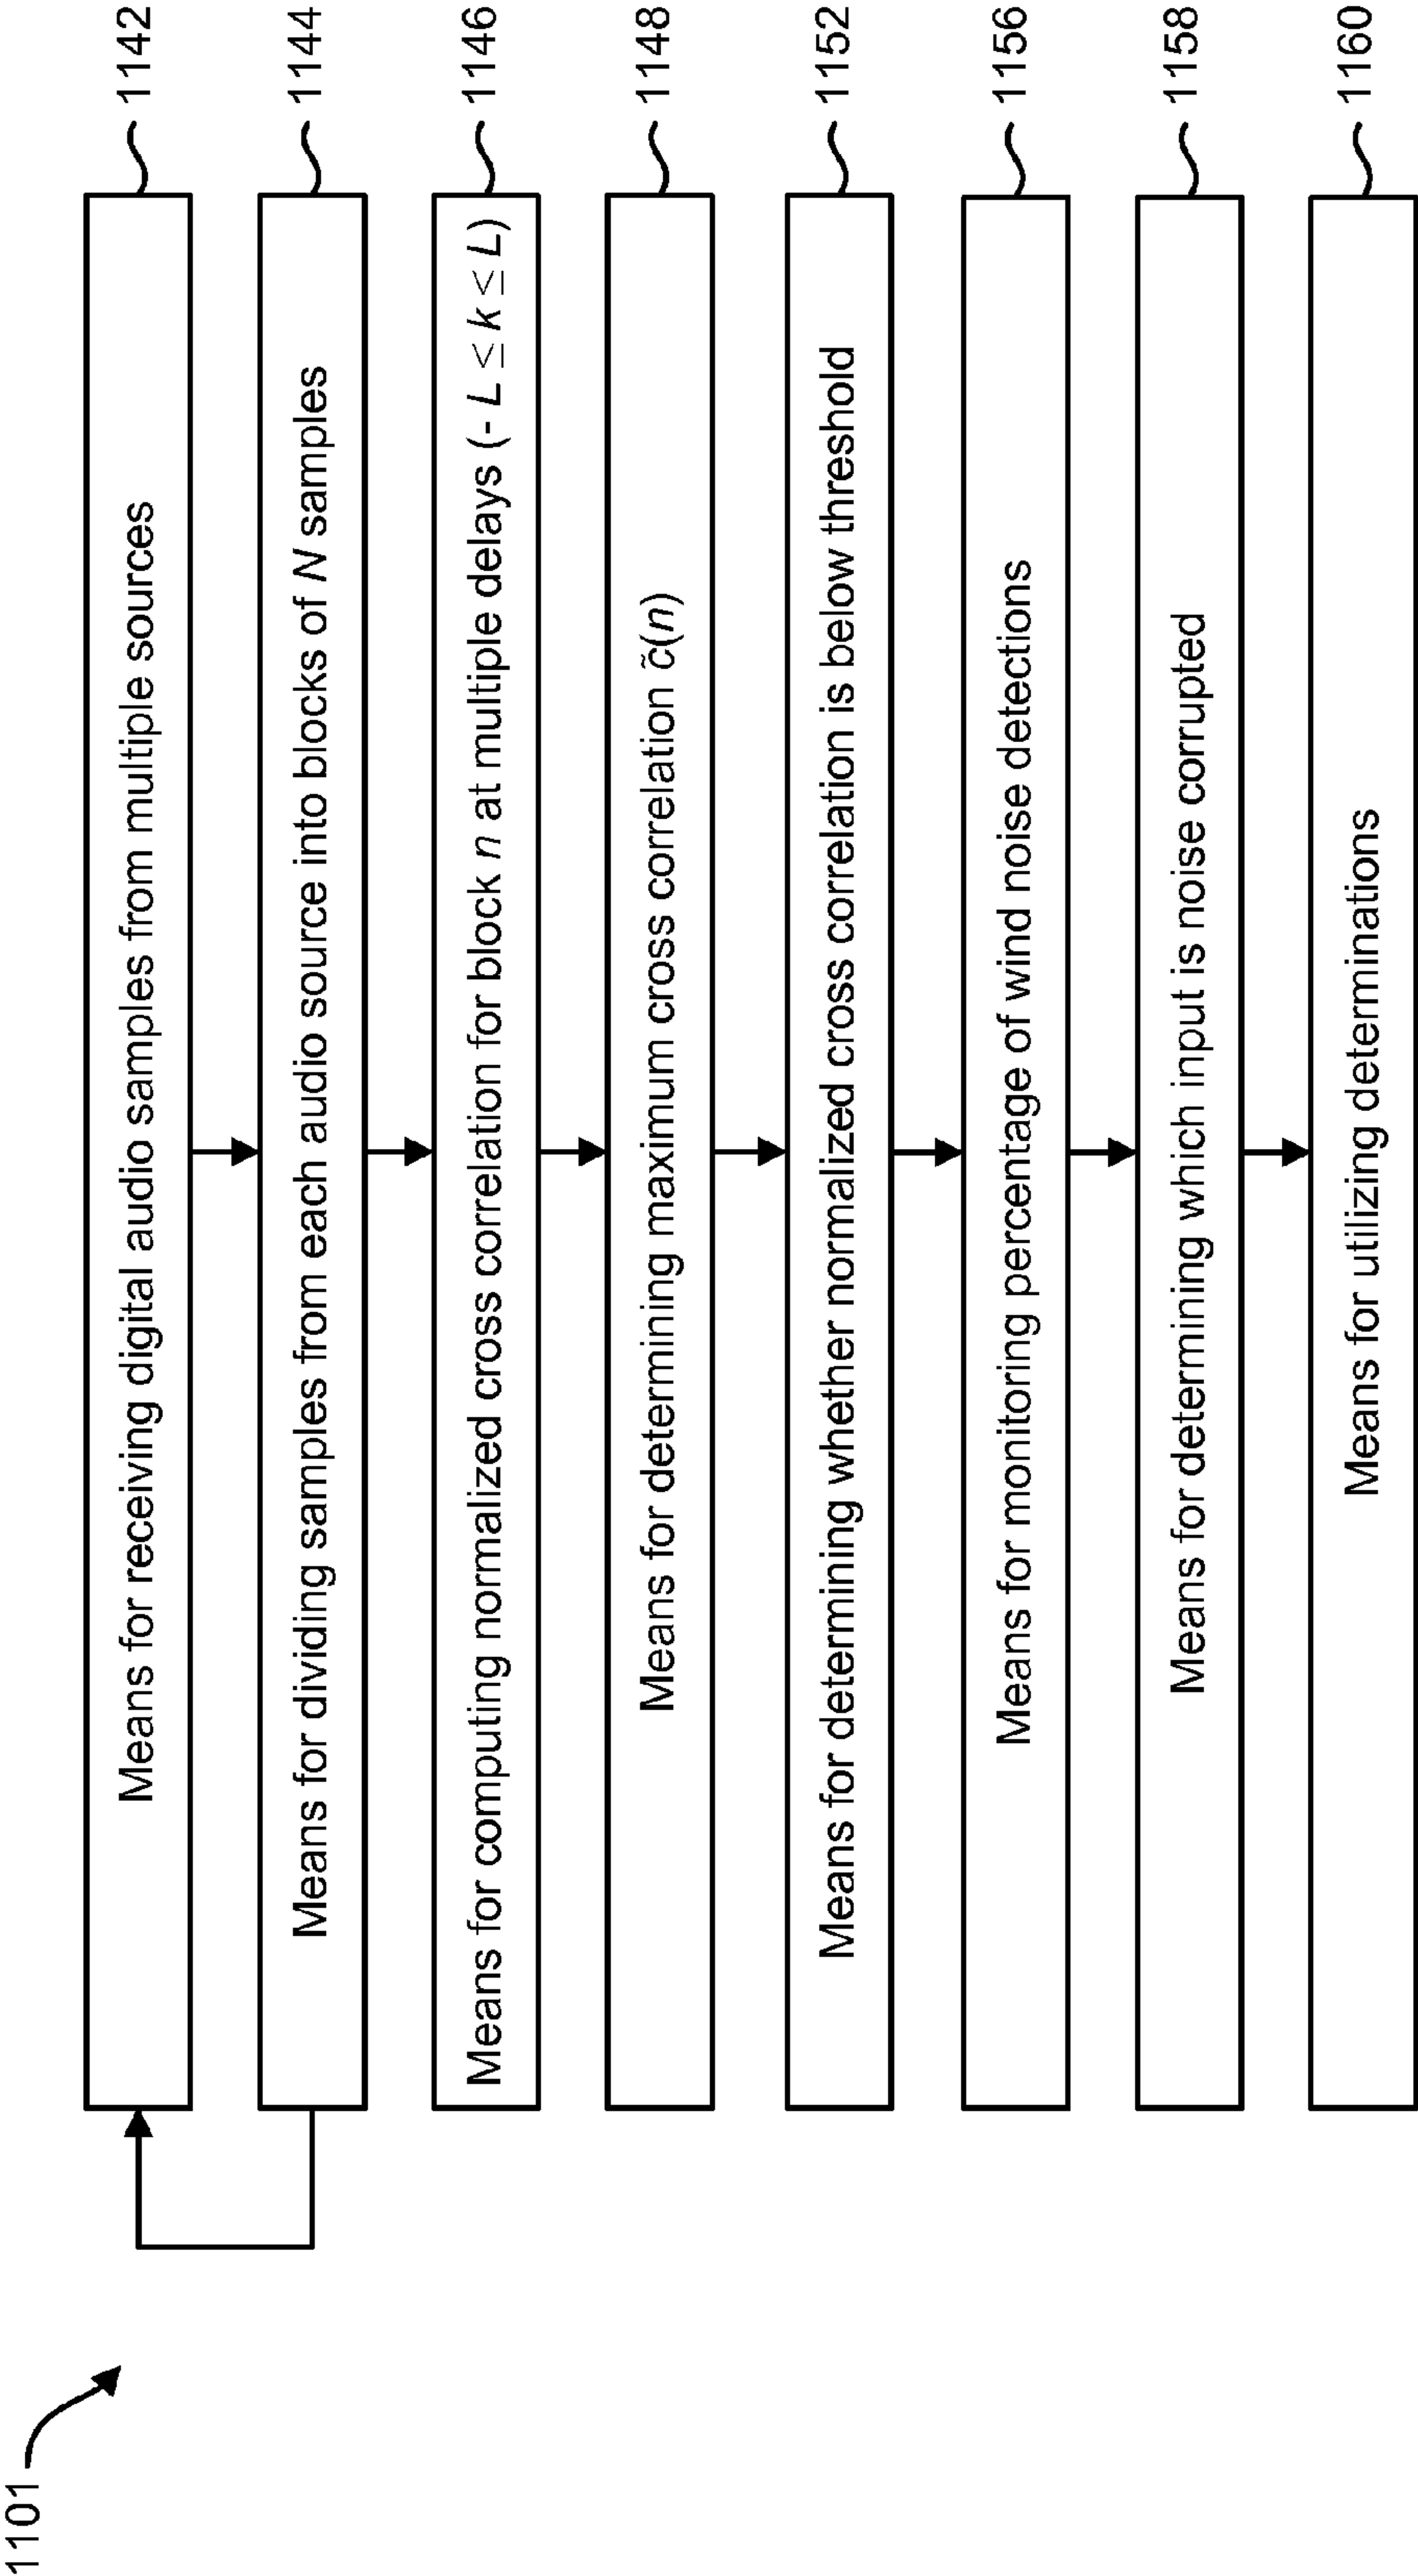 1101
Means for receiving digital audio samples from multiple sources
1142
Means for dividing samples from each audio source into blocks of N samples
1144
Means for computing normalized cross correlation for block n at multiple delays (- L ≤ k ≤ L)
1146
Means for determining maximum cross correlation c̃(n)
1148
Means for determining whether normalized cross correlation is below threshold
1152
Means for monitoring percentage of wind noise detections
1156
Means for determining which input is noise corrupted
1158
Means for utilizing determinations
1160